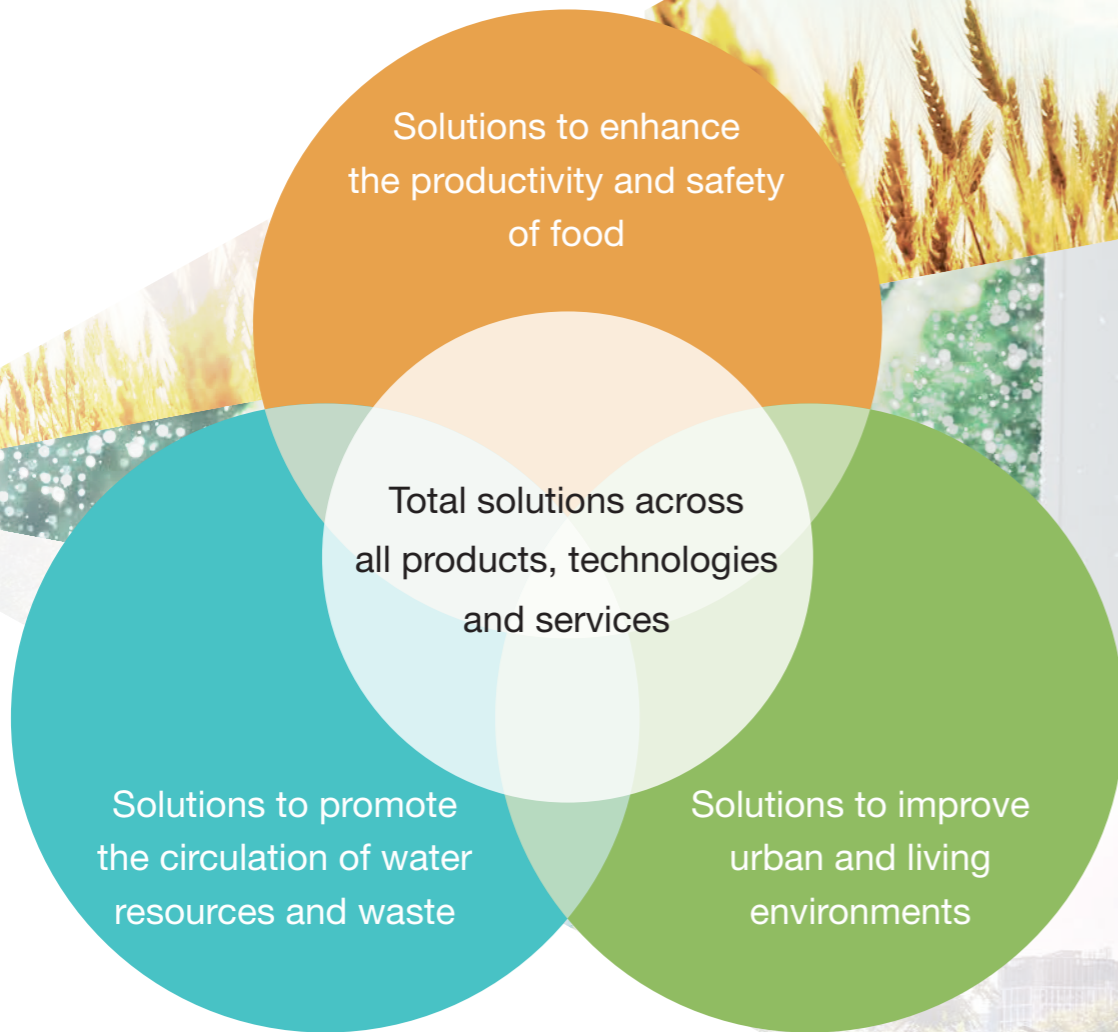 Solutions to enhance
the productivity and safety
of food
Total solutions across
all products, technologies
and services
Solutions to promote
the circulation of water
resources and waste
Solutions to improve
urban and living
environments